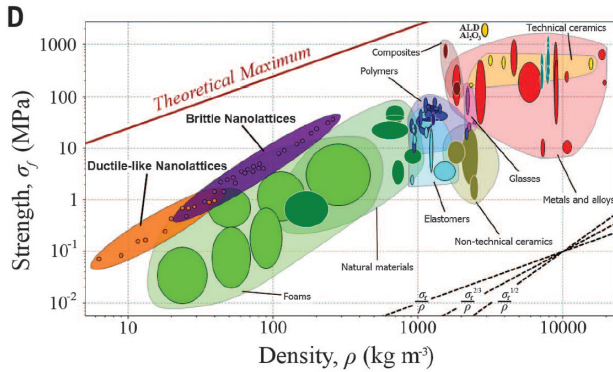 D
ALD
Al₂O₃
Technical ceramics
Composites
Theoretical Maximum
Polymers
Brittle Nanolattices
Ductile-like Nanolattices
Glasses
Elastomers
Metals and alloys
Non-technical ceramics
Natural materials
Foams
σf/ρ
σf^2/3/ρ
σf^1/2/ρ
Strength, σf (MPa)
1000
100
10
1
10⁻¹
10⁻²
10
100
1000
10000
Density, ρ (kg m⁻³)